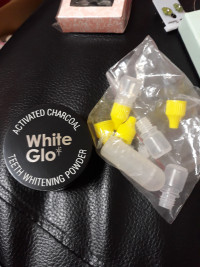 ACTIVATED CHARCOAL
White
Glo
TEETH WHITENING POWDER